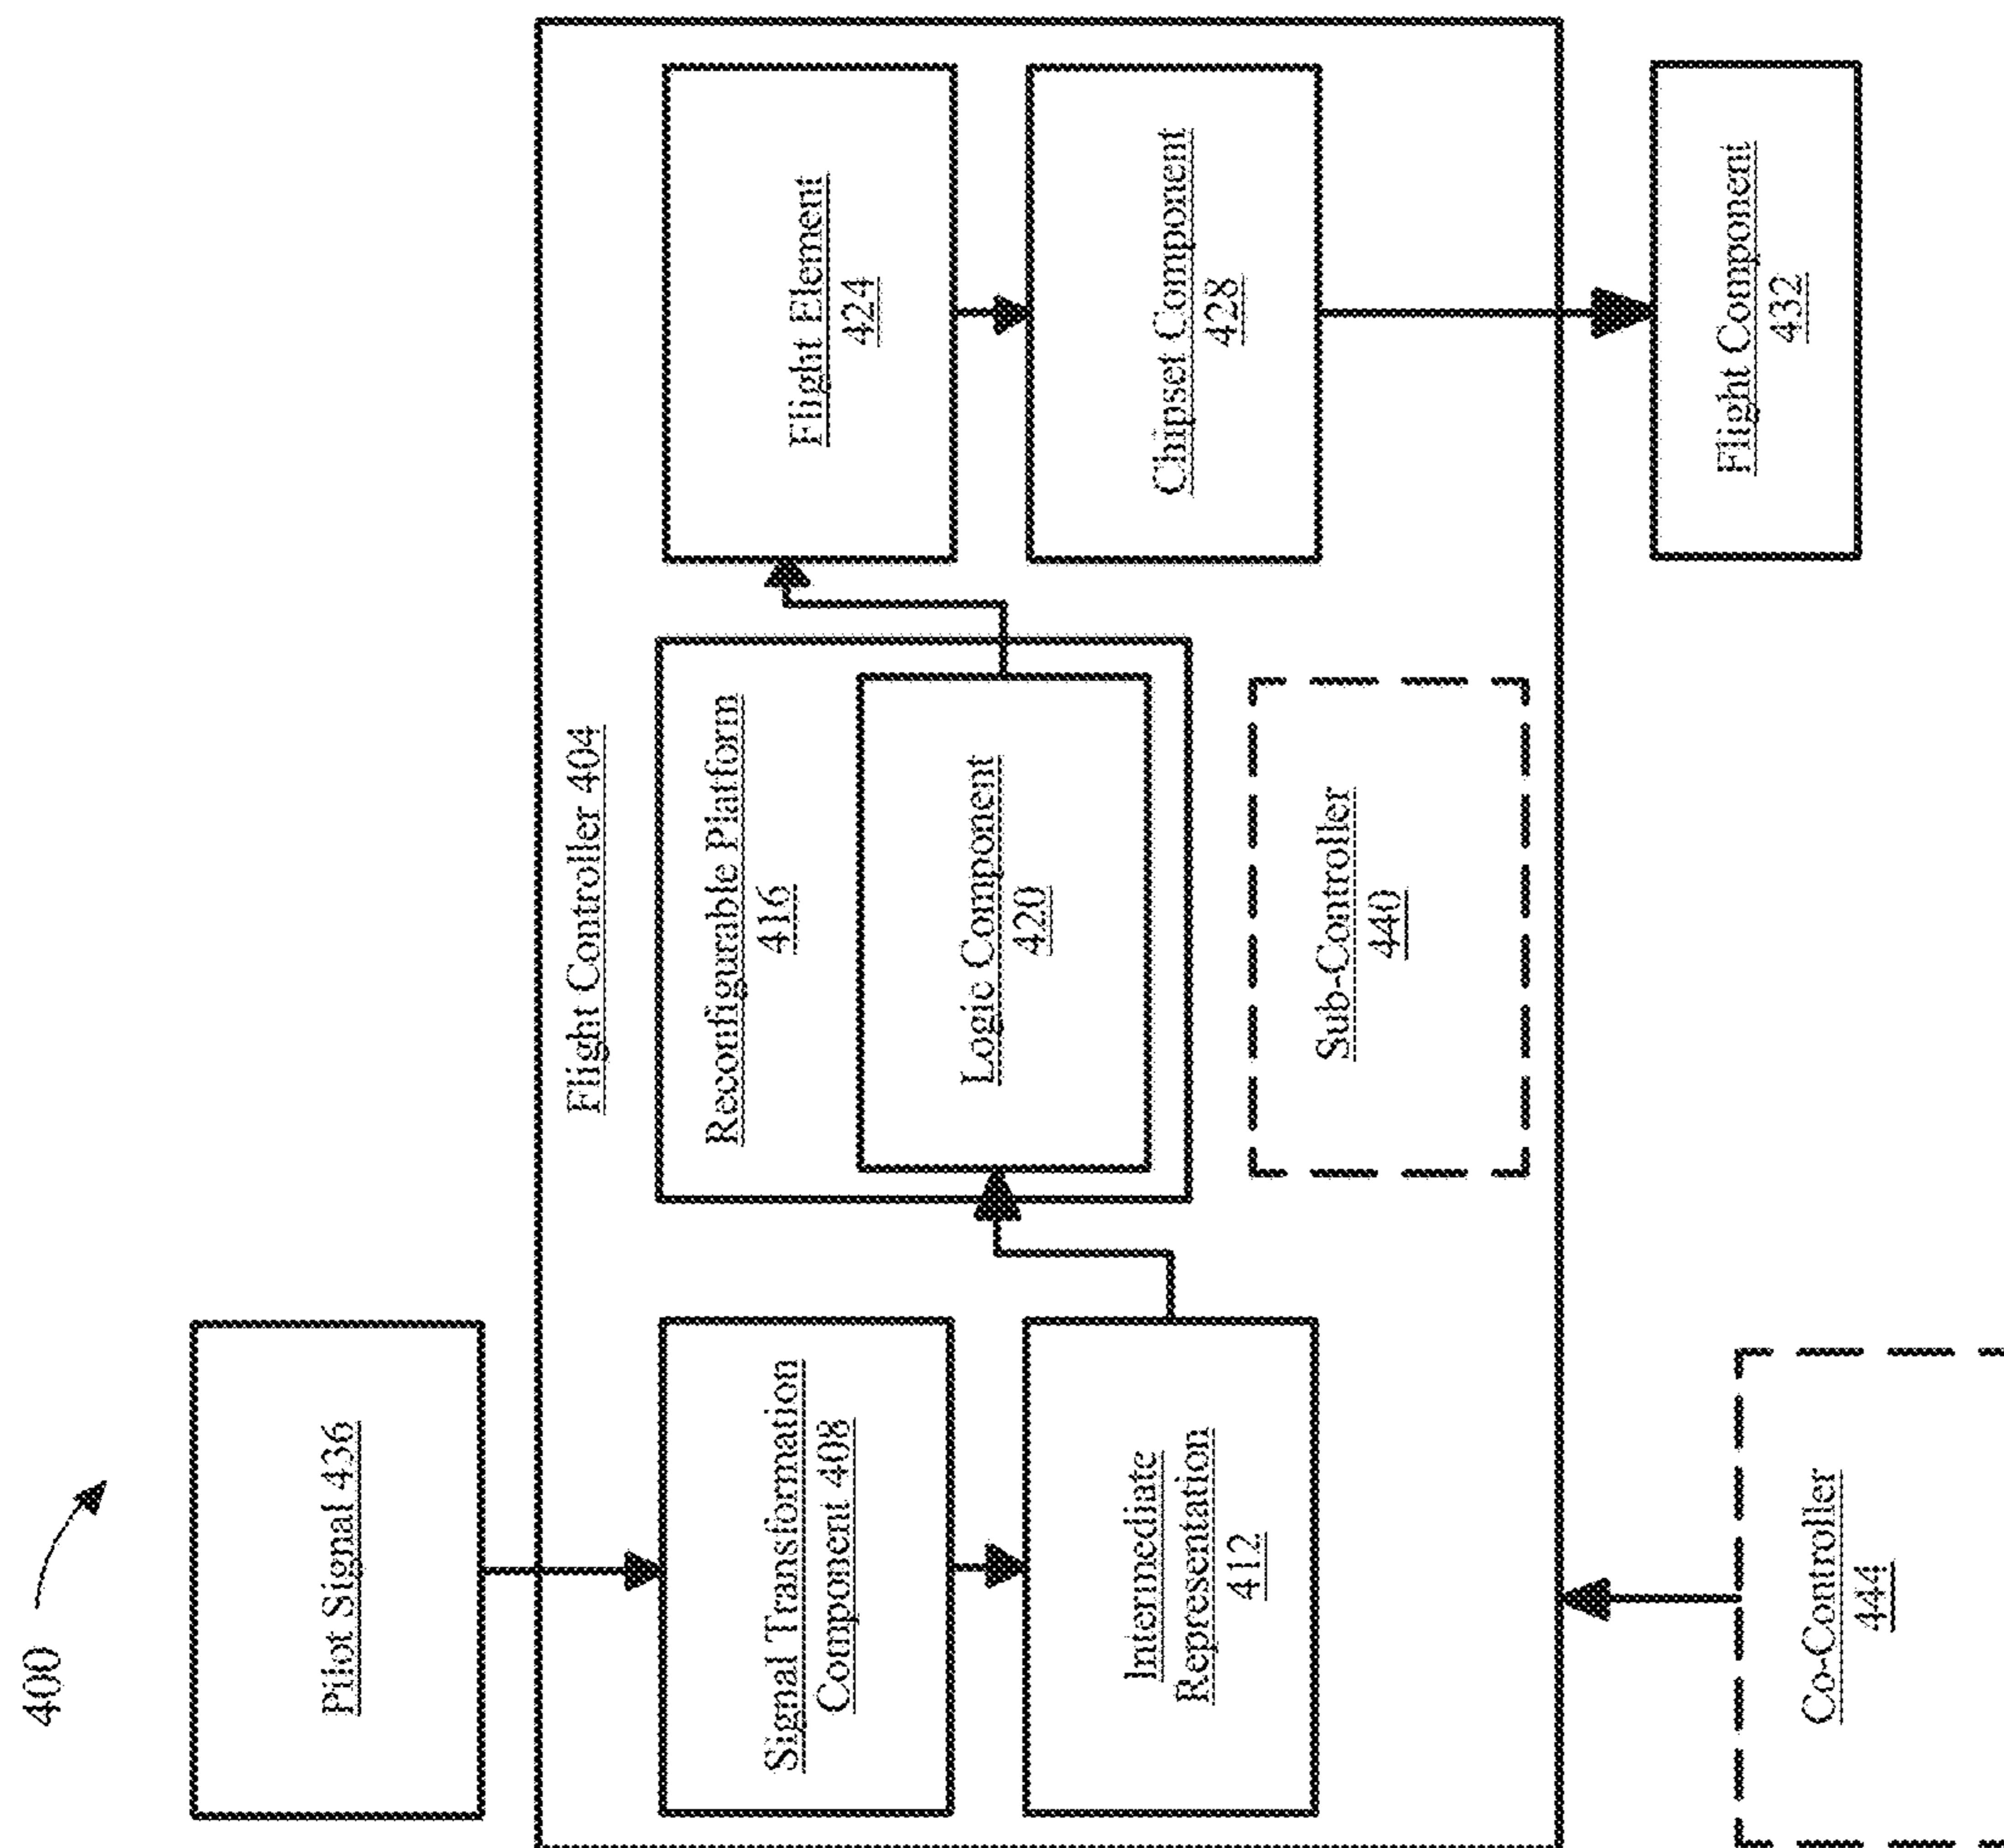 400
Pilot Signal 436
Flight Controller 404
Signal Transformation
Component 408
Intermediate
Representation
412
Reconfigurable Platform
416
Logic Component
420
Flight Element
424
Chipset Component
428
Sub-Controller
440
Co-Controller
444
Flight Component
432